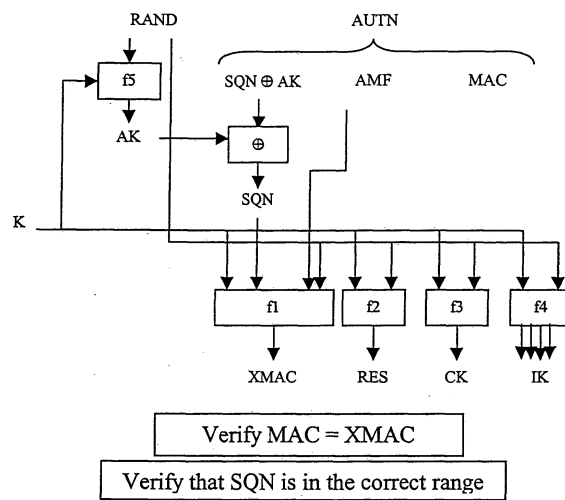 RAND AUTN
f5 SQN ⊕ AK AMF MAC
AK ⊕
SQN
K
f1 f2 f3 f4
XMAC RES CK IK
Verify MAC = XMAC
Verify that SQN is in the correct range